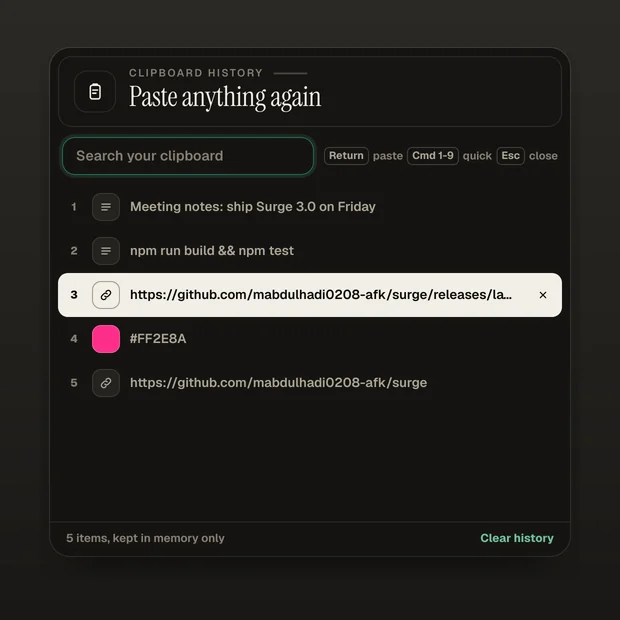 CLIPBOARD HISTORY
Paste anything again
Search your clipboard
Return paste Cmd 1-9 quick Esc close
1 Meeting notes: ship Surge 3.0 on Friday
2 npm run build && npm test
3 https://github.com/mabdulhadi0208-afk/surge/releases/la... ×
4 #FF2E8A
5 https://github.com/mabdulhadi0208-afk/surge
5 items, kept in memory only Clear history